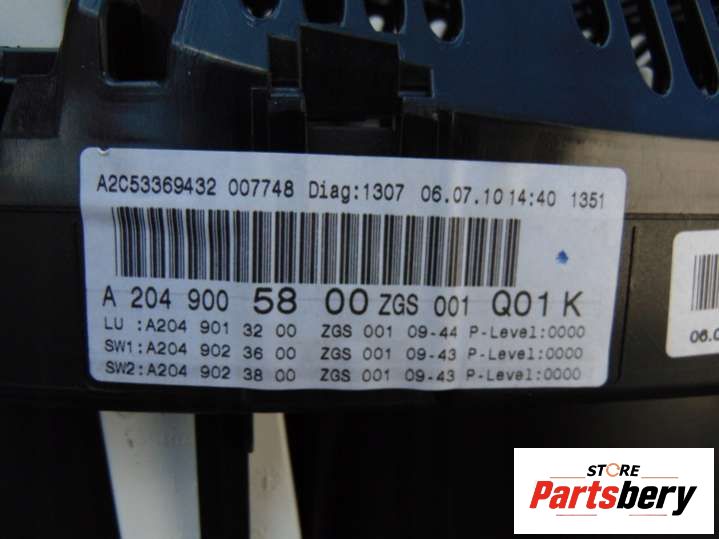 A2C53369432 007748 Diag:1307 06.07.10 14:40 1351
A 204 900 58 00 ZGS 001 Q01 K
LU :A204 901 32 00 ZGS 001 09-44 P-Level:0000
SW1:A204 902 36 00 ZGS 001 09-43 P-Level:0000
SW2:A204 902 38 00 ZGS 001 09-43 P-Level:0000
06.0
STORE
Partsbery